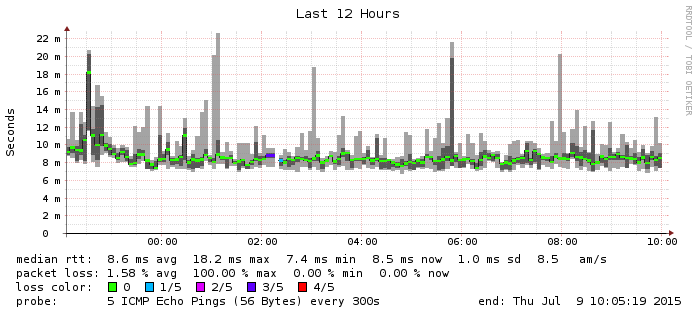 Last 12 Hours
RRDTOOL / TOBI OETIKER
Seconds
22 m
20 m
18 m
16 m
14 m
12 m
10 m
8 m
6 m
4 m
2 m
0
00:00 02:00 04:00 06:00 08:00 10:00
median rtt: 8.6 ms avg 18.2 ms max 7.4 ms min 8.5 ms now 1.0 ms sd 8.5 am/s
packet loss: 1.58 % avg 100.00 % max 0.00 % min 0.00 % now
loss color: 0 1/5 2/5 3/5 4/5
probe: 5 ICMP Echo Pings (56 Bytes) every 300s end: Thu Jul 9 10:05:19 2015